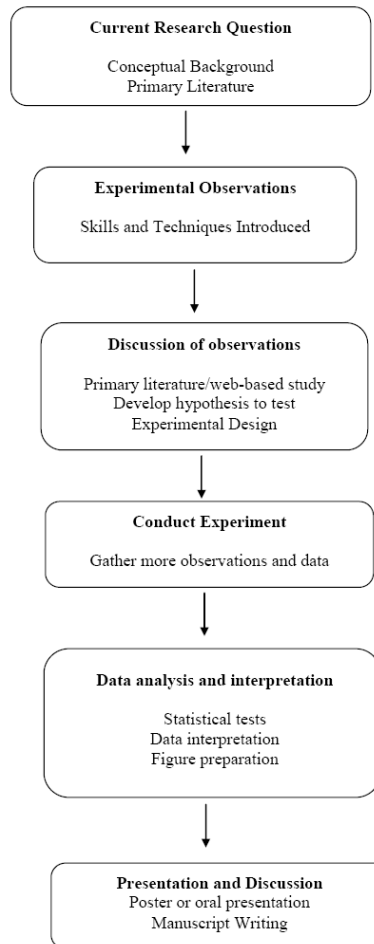 Current Research Question
Conceptual Background
Primary Literature
Experimental Observations
Skills and Techniques Introduced
Discussion of observations
Primary literature/web-based study
Develop hypothesis to test
Experimental Design
Conduct Experiment
Gather more observations and data
Data analysis and interpretation
Statistical tests
Data interpretation
Figure preparation
Presentation and Discussion
Poster or oral presentation
Manuscript Writing